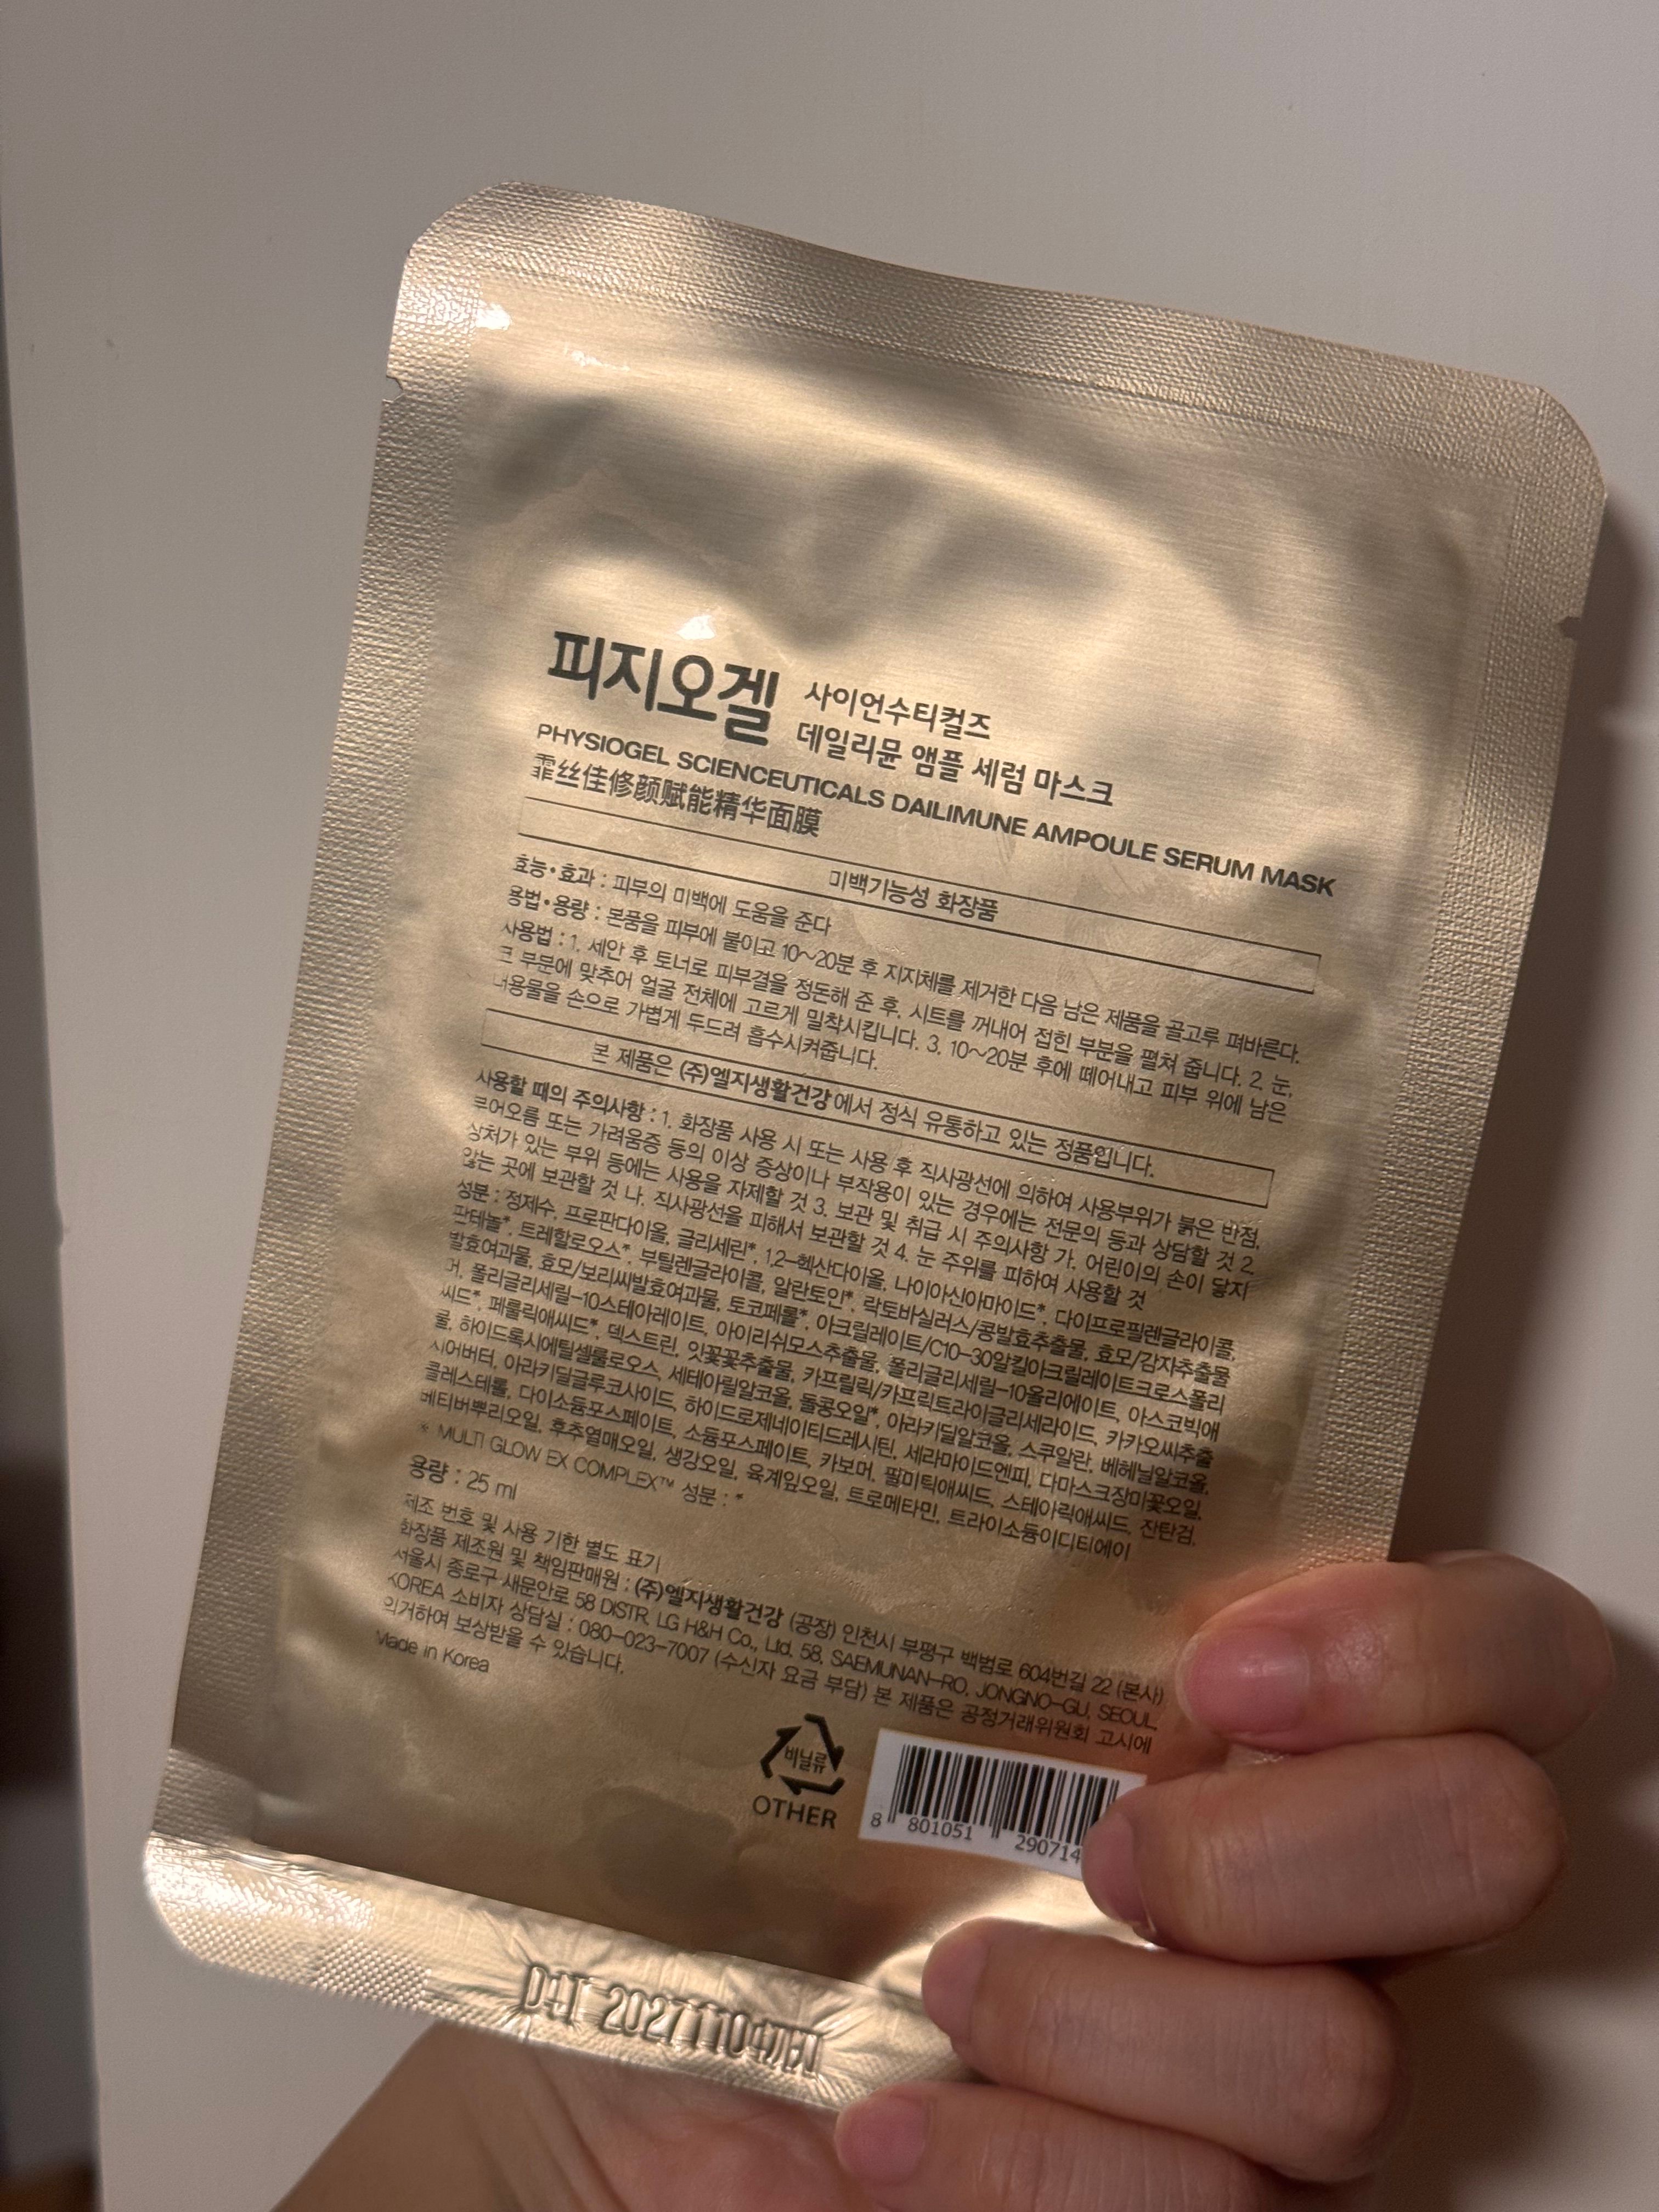 피지오겔
사이언수티컬즈
데일리뮨 앰플 세럼 마스크
PHYSIOGEL SCIENCEUTICALS DAILIMUNE AMPOULE SERUM MASK
霏丝佳修颜赋能精华面膜
미백기능성 화장품
효능•효과 : 피부의 미백에 도움을 준다
용법•용량 : 본품을 피부에 붙이고 10~20분 후 지지체를 제거한 다음 남은 제품을 골고루 펴바른다.
사용법 : 1. 세안 후 토너로 피부결을 정돈해 준 후, 시트를 꺼내어 접힌 부분을 펼쳐 줍니다. 2. 눈,
크 부분에 맞추어 얼굴 전체에 고르게 밀착시킵니다. 3. 10~20분 후에 떼어내고 피부 위에 남은
내용물을 손으로 가볍게 두드려 흡수시켜줍니다.
본 제품은 (주)엘지생활건강에서 정식 유통하고 있는 정품입니다.
사용할 때의 주의사항 : 1. 화장품 사용 시 또는 사용 후 직사광선에 의하여 사용부위가 붉은 반점,
부어오름 또는 가려움증 등의 이상 증상이나 부작용이 있는 경우에는 전문의 등과 상담할 것 2.
상처가 있는 부위 등에는 사용을 자제할 것 3. 보관 및 취급 시 주의사항 가. 어린이의 손이 닿지
않는 곳에 보관할 것 나. 직사광선을 피해서 보관할 것 4. 눈 주위를 피하여 사용할 것
성분 : 정제수, 프로판다이올, 글리세린*, 1,2-헥산다이올, 나이아신아마이드*, 다이프로필렌글라이콜,
판테놀*, 트레할로오스*, 부틸렌글라이콜, 알란토인*, 락토바실러스/콩발효추출물, 효모/감자추출물
발효여과물, 효모/보리씨발효여과물, 토코페롤*, 아크릴레이트/C10-30알킬아크릴레이트크로스폴리
머, 폴리글리세릴-10스테아레이트, 아이리쉬모스추출물, 폴리글리세릴-10올리에이트, 아스코빅애
씨드*, 페룰릭애씨드*, 덱스트린, 잇꽃꽃추출물, 카프릴릭/카프릭트라이글리세라이드, 카카오씨추출
물, 하이드록시에틸셀룰로오스, 세테아릴알코올, 돌콩오일*, 아라키딜알코올, 스쿠알란, 베헤닐알코올,
시어버터, 아라키딜글루코사이드, 하이드로제네이티드레시틴, 세라마이드엔피, 다마스크장미꽃오일,
콜레스테롤, 다이소듐포스페이트, 소듐포스페이트, 카보머, 팔미틱애씨드, 스테아릭애씨드, 잔탄검,
베티버뿌리오일, 후추열매오일, 생강오일, 육계잎오일, 트로메타민, 트라이소듐이디티에이
* MULTI GLOW EX COMPLEX™ 성분 : *
용량 : 25 ml
제조 번호 및 사용 기한 별도 표기
화장품 제조원 및 책임판매원 : (주)엘지생활건강 (공장) 인천시 부평구 백범로 604번길 22 (본사)
서울시 종로구 새문안로 58 DISTR. LG H&H Co., Ltd. 58, SAEMUNAN-RO, JONGNO-GU, SEOUL,
KOREA 소비자 상담실 : 080-023-7007 (수신자 요금 부담) 본 제품은 공정거래위원회 고시에
의거하여 보상받을 수 있습니다.
Made in Korea
비닐류
OTHER
8 801051 290714
20271104까지